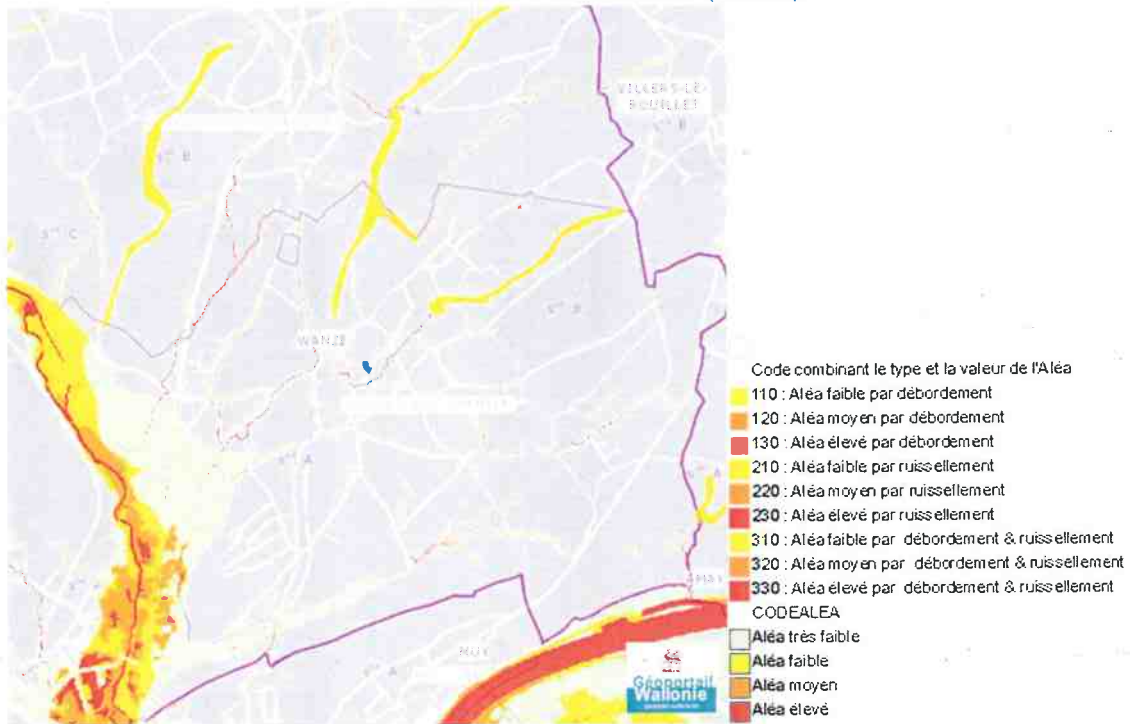 VILLERS-LE-
BOUILLET
5ème B
5ème C
WANZE
5ème A
HUY
AMAY
Géoportail
Wallonie
Code combinant le type et la valeur de l'Aléa
110 : Aléa faible par débordement
120 : Aléa moyen par débordement
130 : Aléa élevé par débordement
210 : Aléa faible par ruissellement
220 : Aléa moyen par ruissellement
230 : Aléa élevé par ruissellement
310 : Aléa faible par débordement & ruissellement
320 : Aléa moyen par débordement & ruissellement
330 : Aléa élevé par débordement & ruissellement
CODEALEA
Aléa très faible
Aléa faible
Aléa moyen
Aléa élevé